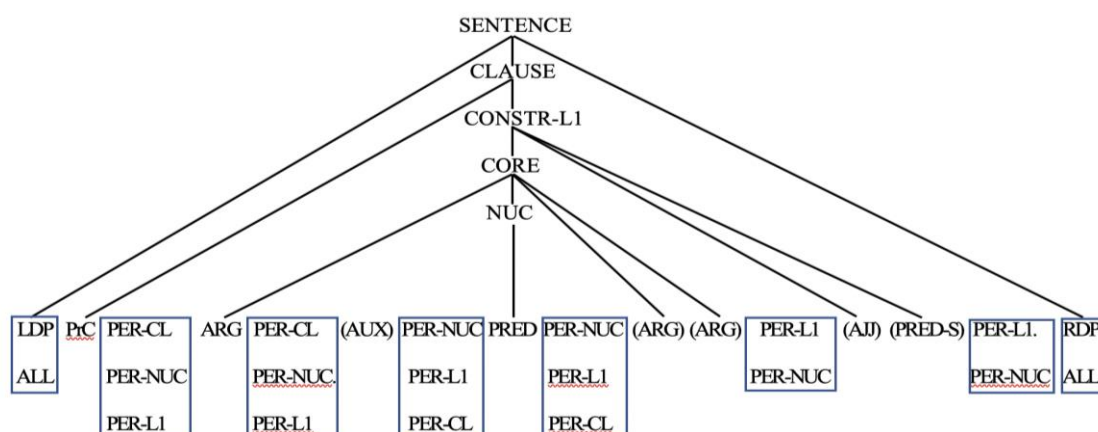 SENTENCE
CLAUSE
CONSTR-L1
CORE
NUC
LDP PrC PER-CL ARG PER-CL (AUX) PER-NUC PRED PER-NUC (ARG) (ARG) PER-L1 (AJJ) (PRED-S) PER-L1. RDP
ALL PER-NUC PER-NUC. PER-L1 PER-L1 PER-NUC PER-NUC ALL
PER-L1 PER-L1 PER-CL PER-CL